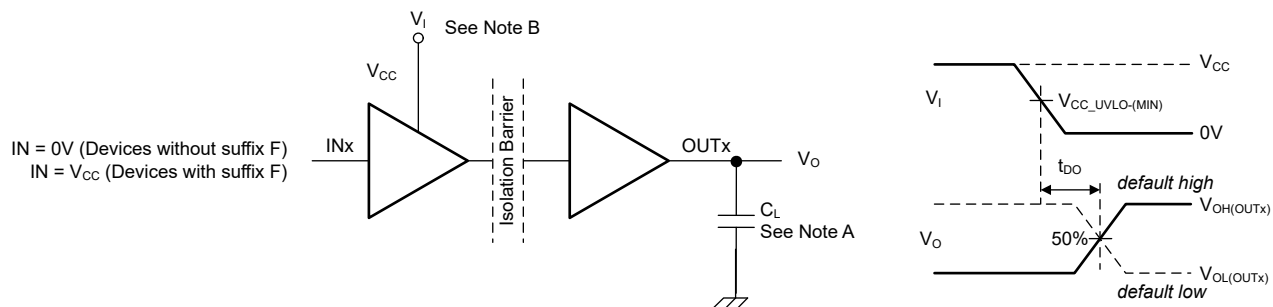 V_I See Note B
V_CC
IN = 0V (Devices without suffix F)
IN = V_CC (Devices with suffix F)
INx
Isolation Barrier
OUTx
V_O
C_L
See Note A
V_I
V_CC
V_CC_UVLO-(MIN)
0V
t_DO
default high
V_O
50%
V_OH(OUTx)
V_OL(OUTx)
default low